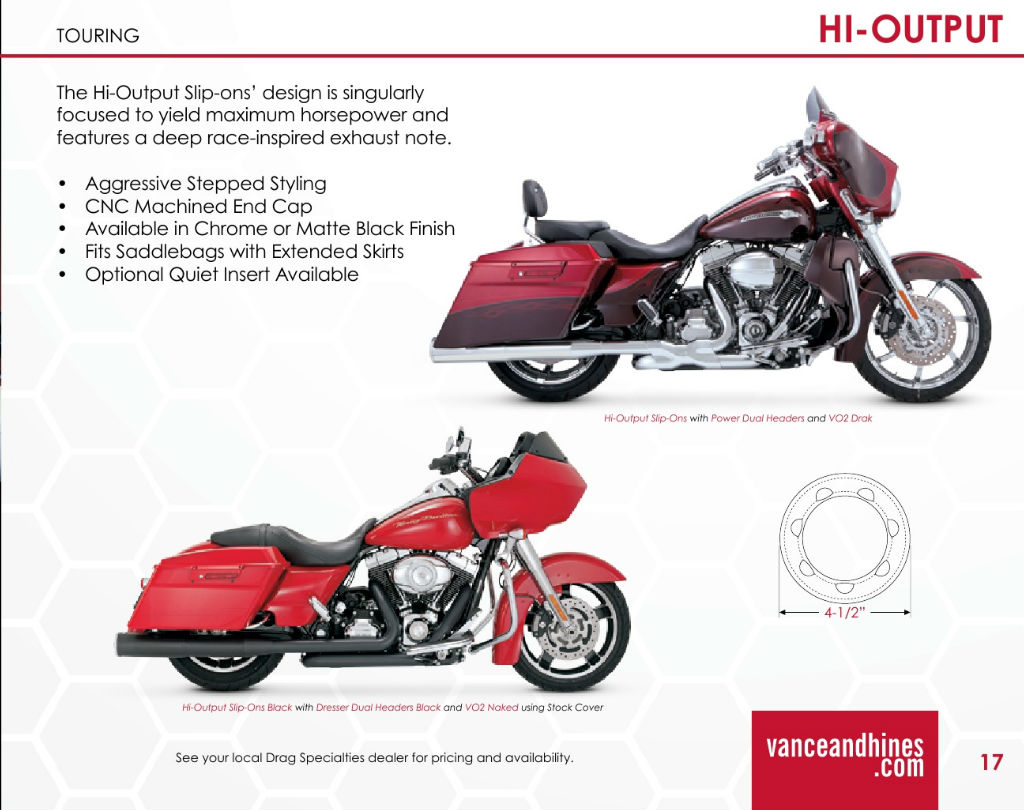 TOURING
HI-OUTPUT
The Hi-Output Slip-ons’ design is singularly
focused to yield maximum horsepower and
features a deep race-inspired exhaust note.
• Aggressive Stepped Styling
• CNC Machined End Cap
• Available in Chrome or Matte Black Finish
• Fits Saddlebags with Extended Skirts
• Optional Quiet Insert Available
Hi-Output Slip-Ons with Power Dual Headers and VO2 Drak
4-1/2”
Hi-Output Slip-Ons Black with Dresser Dual Headers Black and VO2 Naked using Stock Cover
See your local Drag Specialties dealer for pricing and availability.
vanceandhines
.com
17